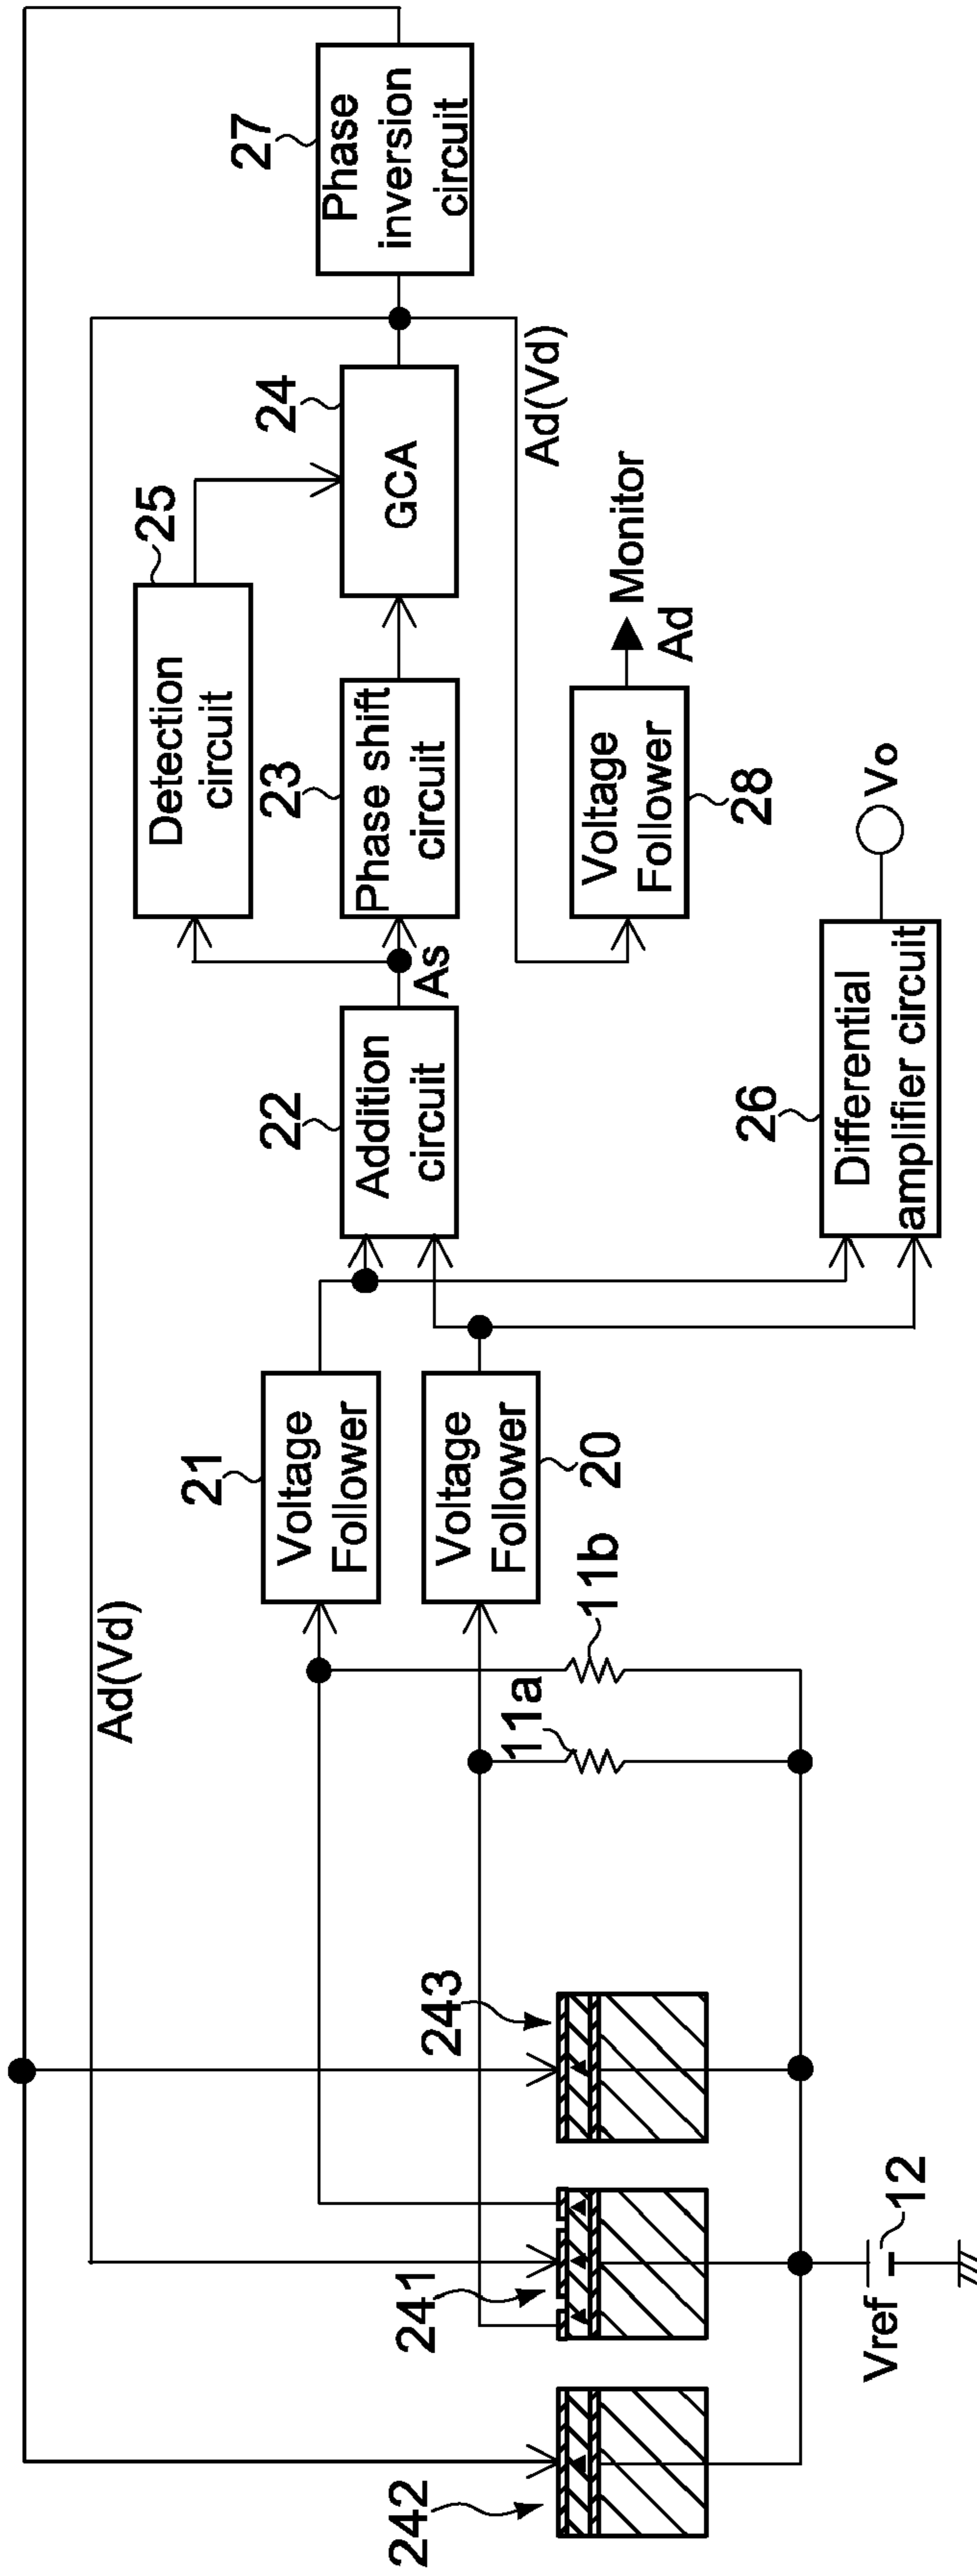 27
Phase
inversion
circuit
24
GCA
25
Detection
circuit
23
Phase shift
circuit
Ad(Vd)
Monitor
Ad
Voltage
Follower
28
As
22
Addition
circuit
Vo
26
Differential
amplifier circuit
21
Voltage
Follower
Voltage
Follower
20
Ad(Vd)
11a
11b
243
241
242
Vref
12